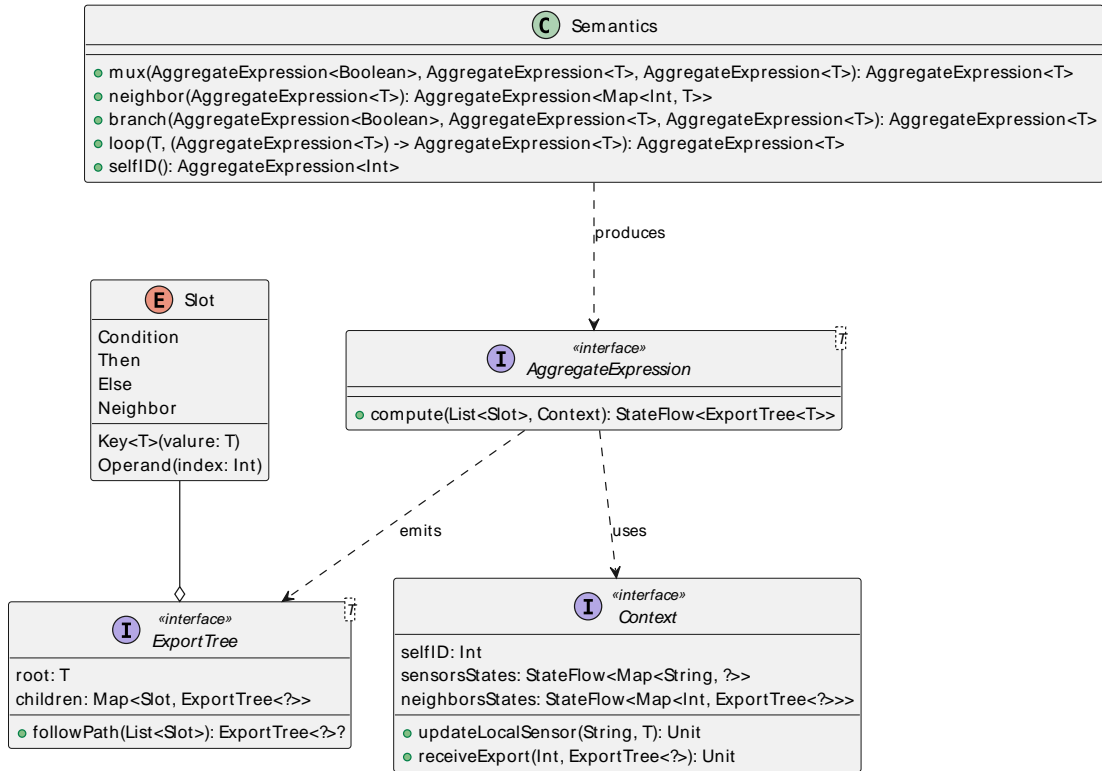 C Semantics
mux(AggregateExpression<Boolean>, AggregateExpression<T>, AggregateExpression<T>): AggregateExpression<T>
neighbor(AggregateExpression<T>): AggregateExpression<Map<Int, T>>
branch(AggregateExpression<Boolean>, AggregateExpression<T>, AggregateExpression<T>): AggregateExpression<T>
loop(T, (AggregateExpression<T>) -> AggregateExpression<T>): AggregateExpression<T>
selfID(): AggregateExpression<Int>
produces
E Slot
Condition
Then
Else
Neighbor
Key<T>(valure: T)
Operand(index: Int)
T
«interface»
I AggregateExpression
compute(List<Slot>, Context): StateFlow<ExportTree<T>>
emits
uses
T
«interface»
I ExportTree
root: T
children: Map<Slot, ExportTree<?>>
followPath(List<Slot>): ExportTree<?>?
«interface»
I Context
selfID: Int
sensorsStates: StateFlow<Map<String, ?>>
neighborsStates: StateFlow<Map<Int, ExportTree<?>>>
updateLocalSensor(String, T): Unit
receiveExport(Int, ExportTree<?>): Unit